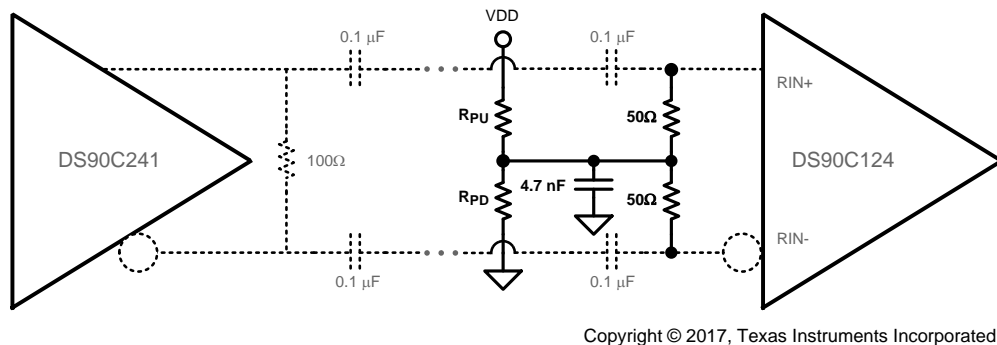 VDD
0.1 µF
0.1 µF
RIN+
RPU
50Ω
DS90C241
100Ω
DS90C124
4.7 nF
RPD
50Ω
RIN-
0.1 µF
0.1 µF
Copyright © 2017, Texas Instruments Incorporated